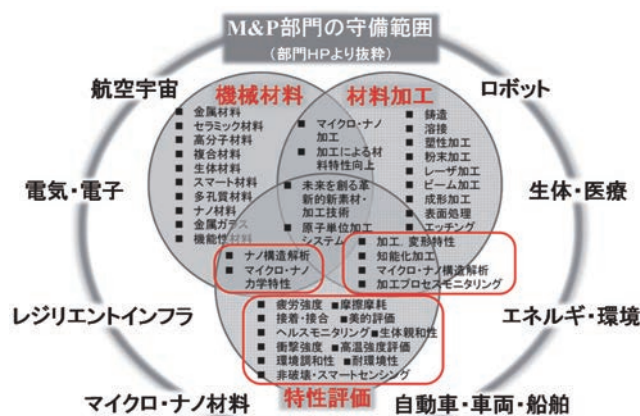 M&P部門の守備範囲
(部門HPより抜粋)
航空宇宙
ロボット
電気・電子
生体・医療
レジリエントインフラ
エネルギ・環境
マイクロ・ナノ材料
自動車・車両・船舶
機械材料
■ 金属材料
■ セラミック材料
■ 高分子材料
■ 複合材料
■ 生体材料
■ スマート材料
■ 多孔質材料
■ ナノ材料
■ 金属ガラス
■ 機能性材料
■ マイクロ・ナノ
加工
■ 加工による材
料特性向上
■ 未来を創る革
新的新素材・
加工技術
■ 原子単位加工
システム
材料加工
■ 鋳造
■ 溶接
■ 塑性加工
■ 粉末加工
■ レーザ加工
■ ビーム加工
■ 成形加工
■ 表面処理
■ エッチング
■ ナノ構造解析
■ マイクロ・ナノ
力学特性
■ 加工、変形特性
■ 知能化加工
■ マイクロ・ナノ構造解析
■ 加工プロセスモニタリング
■ 疲労強度 ■摩擦摩耗
■ 接着・接合 ■美的評価
■ ヘルスモニタリング■生体親和性
■ 衝撃強度 ■高温強度評価
■ 環境調和性 ■耐環境性
■ 非破壊・スマートセンシング
特性評価